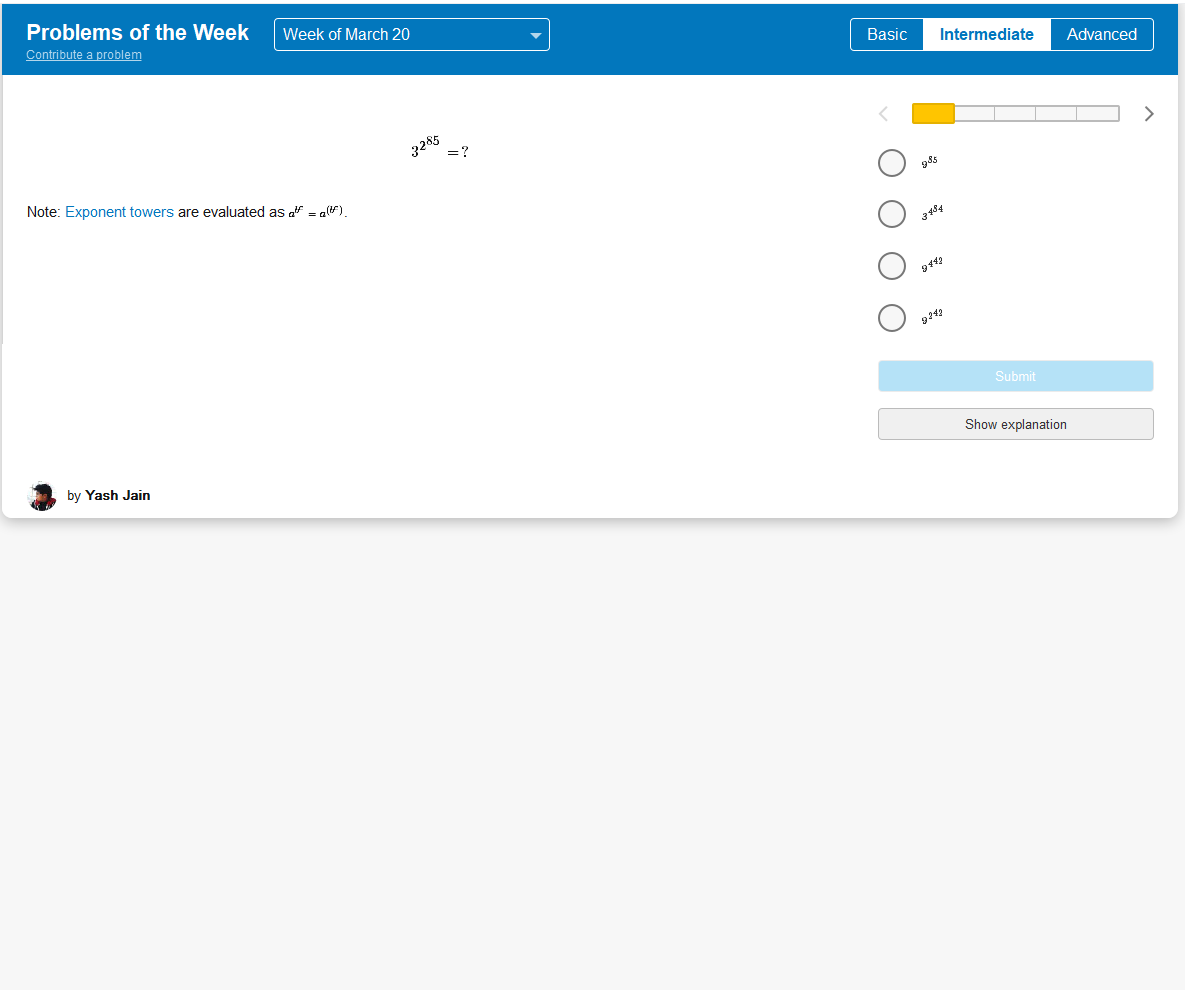 Problems of the Week
Week of March 20
Basic
Intermediate
Advanced
Contribute a problem
3^{2^{85}} = ?
Note: Exponent towers are evaluated as a^{b^c} = a^{(b^c)}.
9^{85}
3^{4^{84}}
9^{4^{42}}
9^{2^{42}}
Submit
Show explanation
by Yash Jain